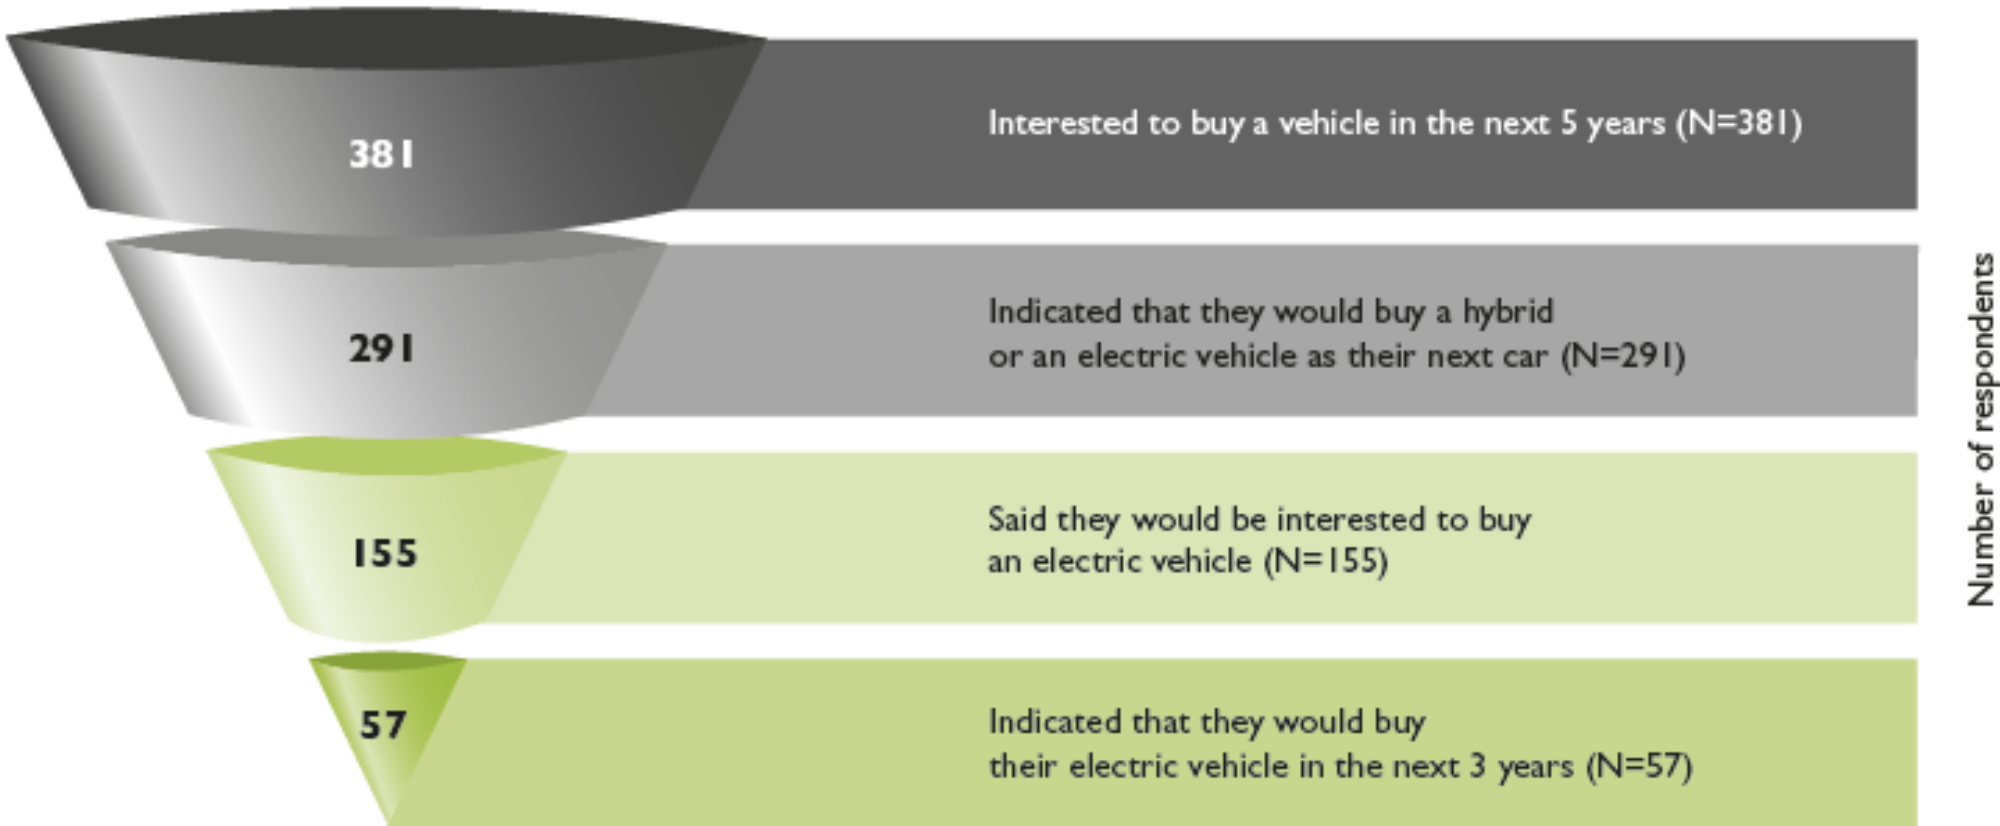 381
Interested to buy a vehicle in the next 5 years (N=381)
291
Indicated that they would buy a hybrid
or an electric vehicle as their next car (N=291)
155
Said they would be interested to buy
an electric vehicle (N=155)
57
Indicated that they would buy
their electric vehicle in the next 3 years (N=57)
Number of respondents